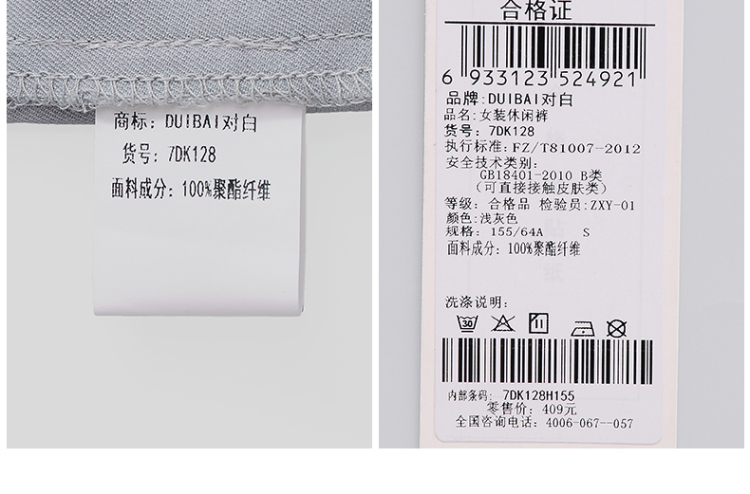 商标: DUIBAI对白
货号: 7DK128
面料成分: 100%聚酯纤维
合格证
6 933123 524921
品牌:DUIBAI对白
品名:女装休闲裤
货号: 7DK128
执行标准:FZ/T81007-2012
安全技术类别:
GB18401-2010 B类
(可直接接触皮肤类)
等级: 合格品 检验员:ZXY-01
颜色:浅灰色
规格: 155/64A S
面料成分: 100%聚酯纤维
洗涤说明:
30
内部条码: 7DK128H155
零售价: 409元
全国咨询电话: 4006-067--057